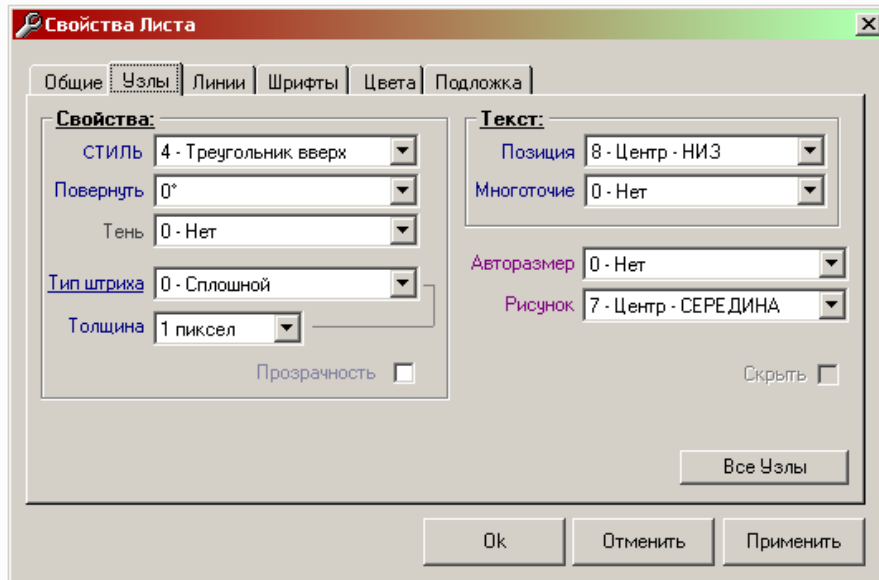 Свойства Листа
Общие Узлы Линии Шрифты Цвета Подложка
Свойства:
СТИЛЬ 4 - Треугольник вверх
Повернуть 0°
Тень 0 - Нет
Тип штриха 0 - Сплошной
Толщина 1 пиксел
Прозрачность
Текст:
Позиция 8 - Центр - НИЗ
Многоточие 0 - Нет
Авторазмер 0 - Нет
Рисунок 7 - Центр - СЕРЕДИНА
Скрыть
Все Узлы
Ok Отменить Применить